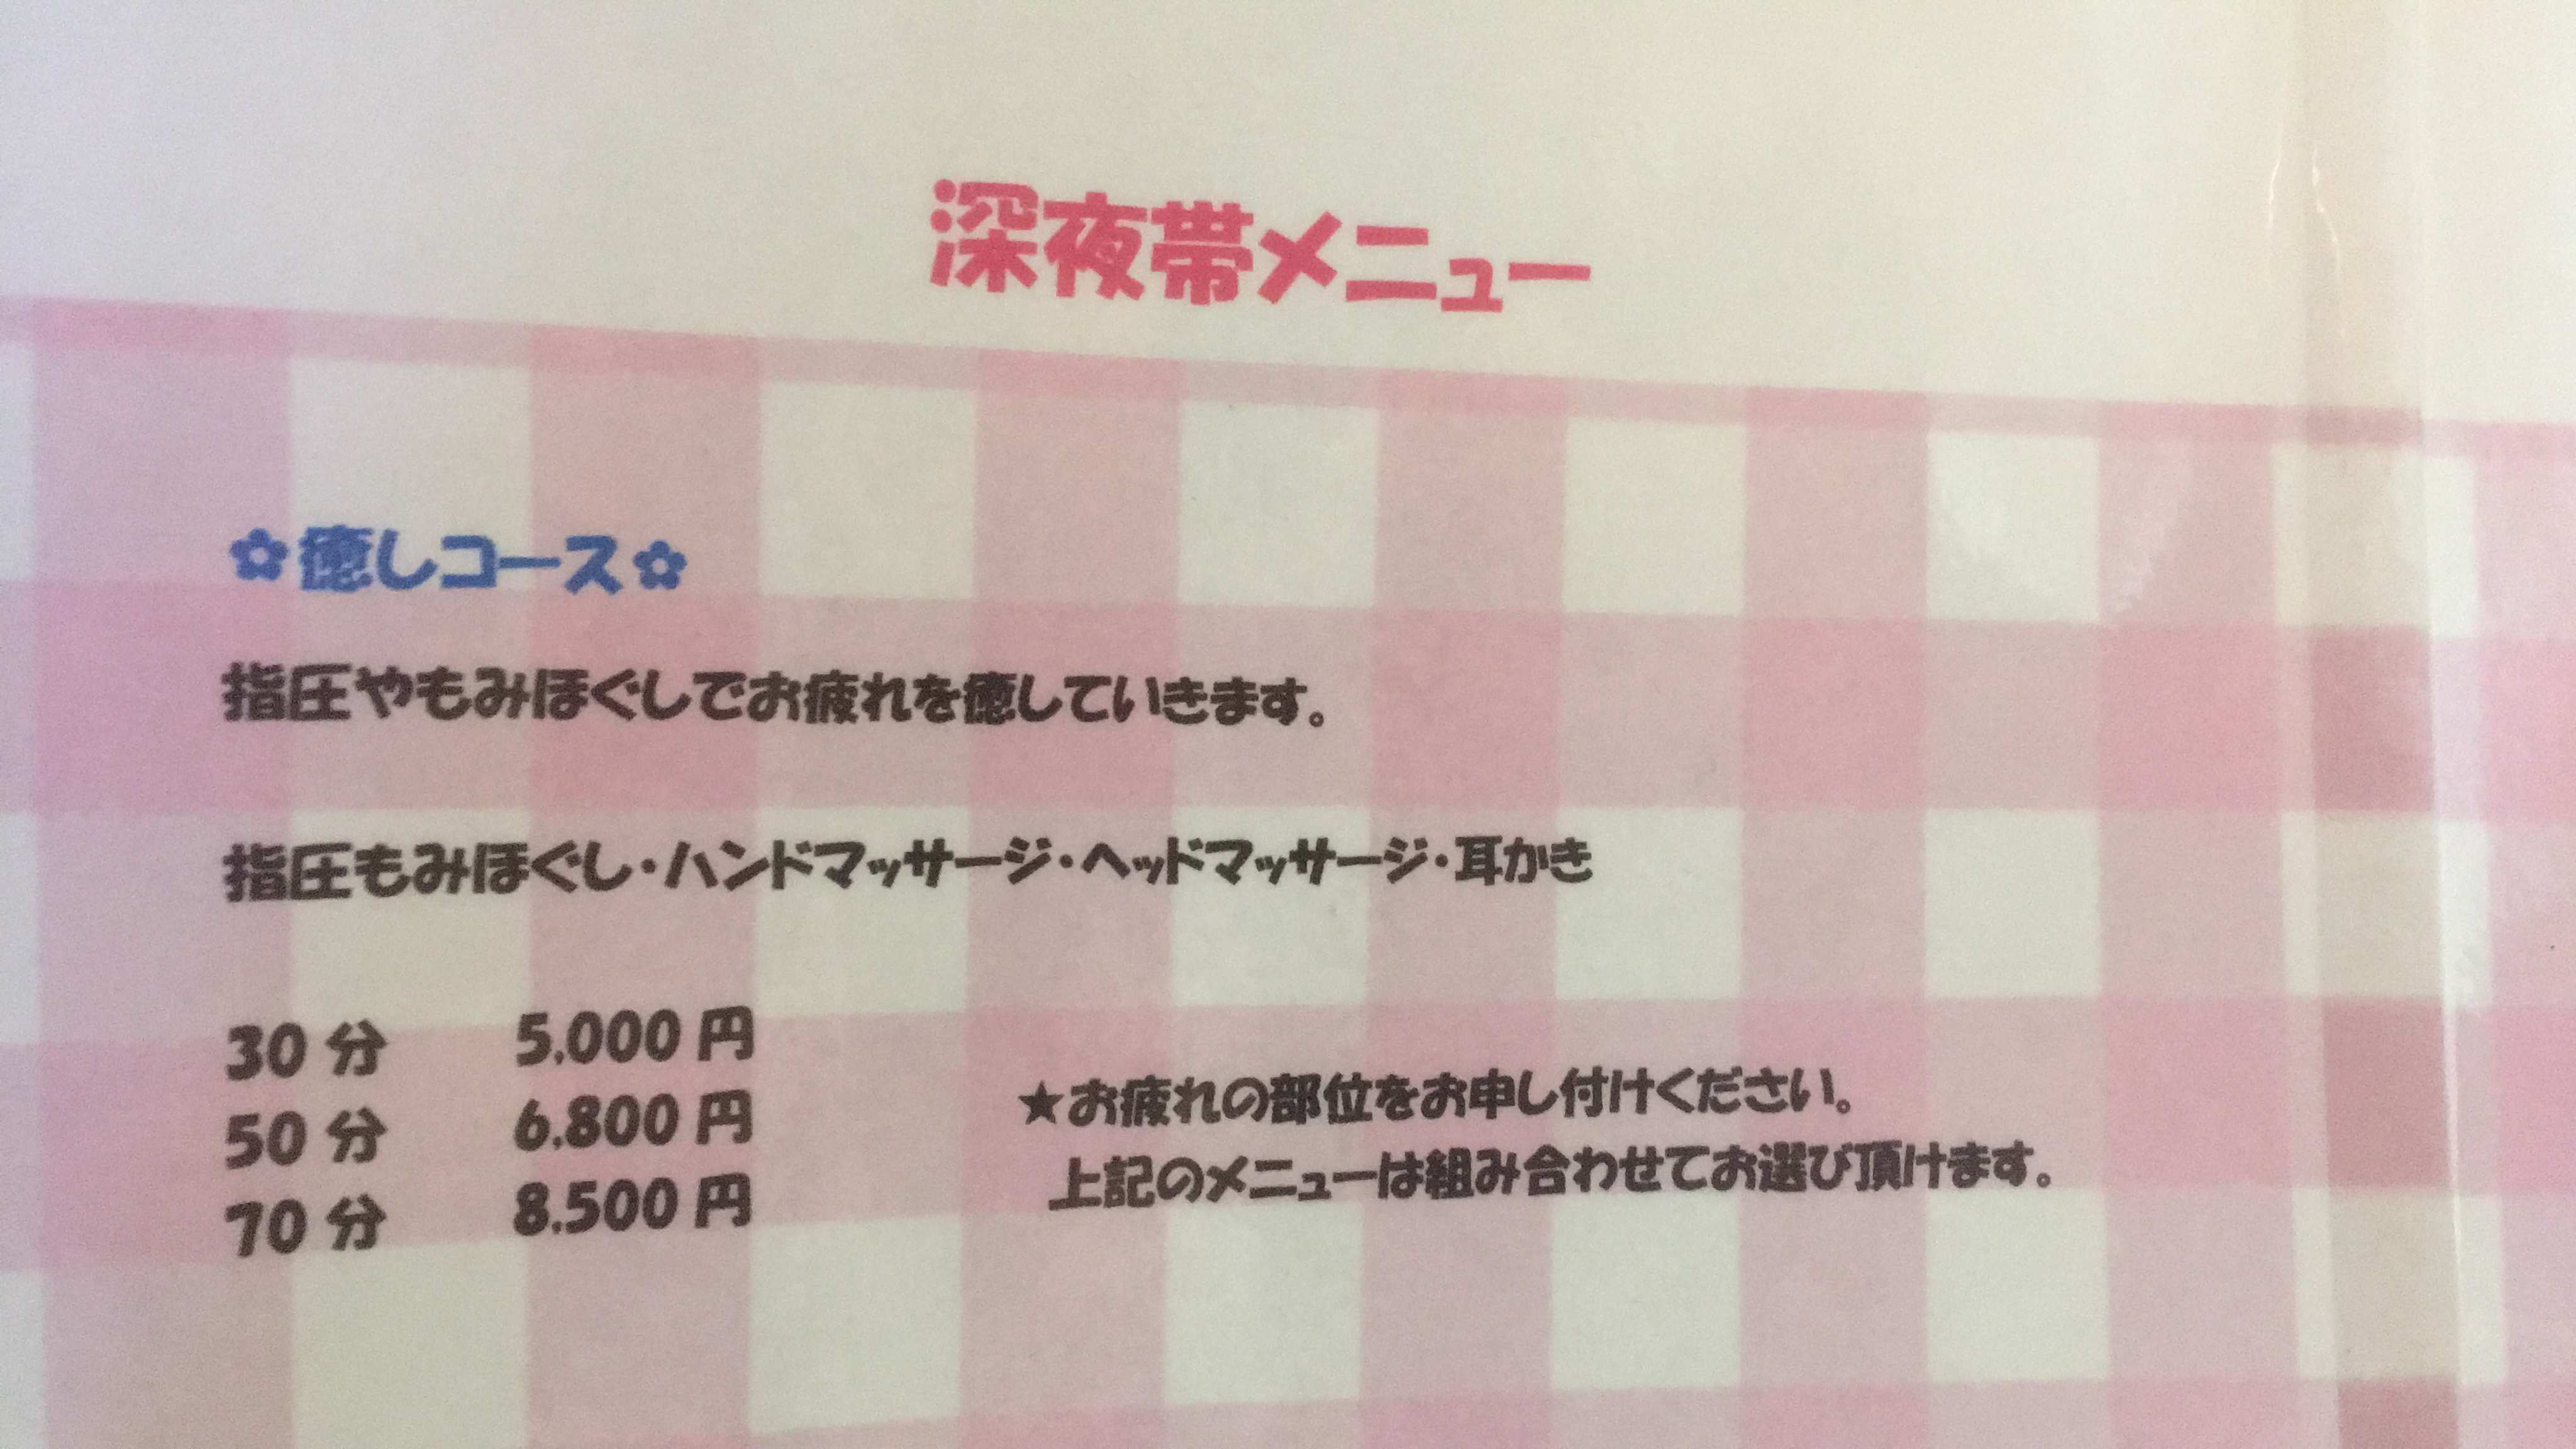 深夜帯メニュー
✿癒しコース✿
指圧やもみほぐしでお疲れを癒していきます。
指圧もみほぐし・ハンドマッサージ・ヘッドマッサージ・耳かき
30 分 5,000 円
50 分 6,800 円
70 分 8,500 円
★お疲れの部位をお申し付けください。
上記のメニューは組み合わせてお選び頂けます。